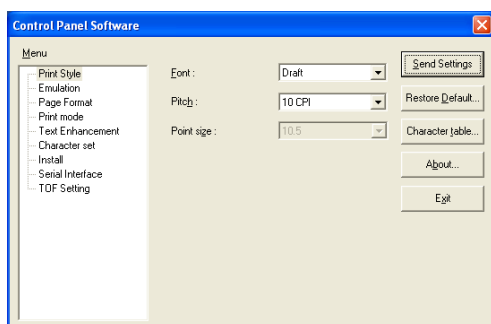 Control Panel Software
Menu
Print Style
Emulation
Page Format
Print mode
Text Enhancement
Character set
Install
Serial Interface
TOF Setting
Font : Draft
Pitch : 10 CPI
Point size : 10.5
Send Settings
Restore Default...
Character table...
About...
Exit